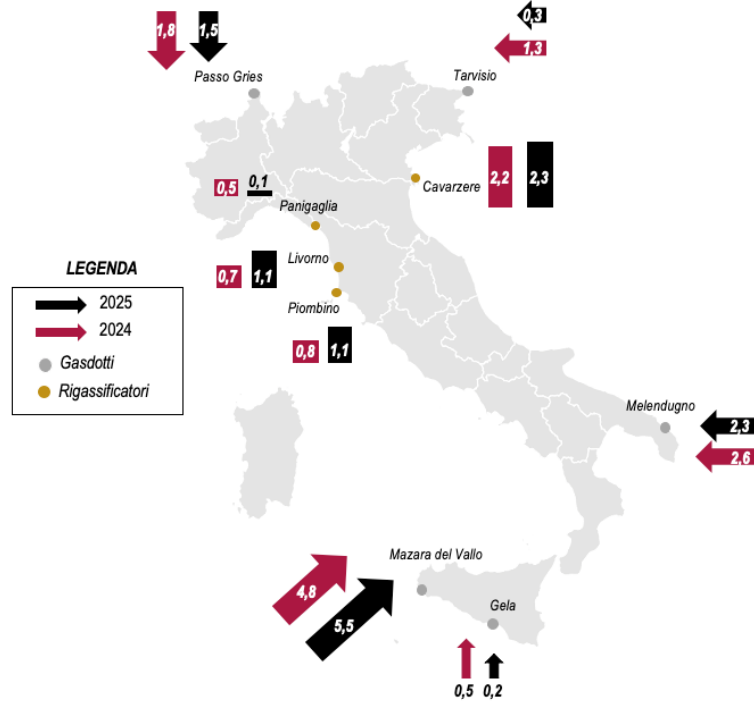 1,8
1,5
0,3
1,3
Passo Gries
Tarvisio
0,5
0,1
Cavarzere
2,2
2,3
Panigaglia
Livorno
0,7
1,1
Piombino
0,8
1,1
LEGENDA
2025
2024
Gasdotti
Rigassificatori
Melendugno
2,3
2,6
Mazara del Vallo
4,8
5,5
Gela
0,5
0,2